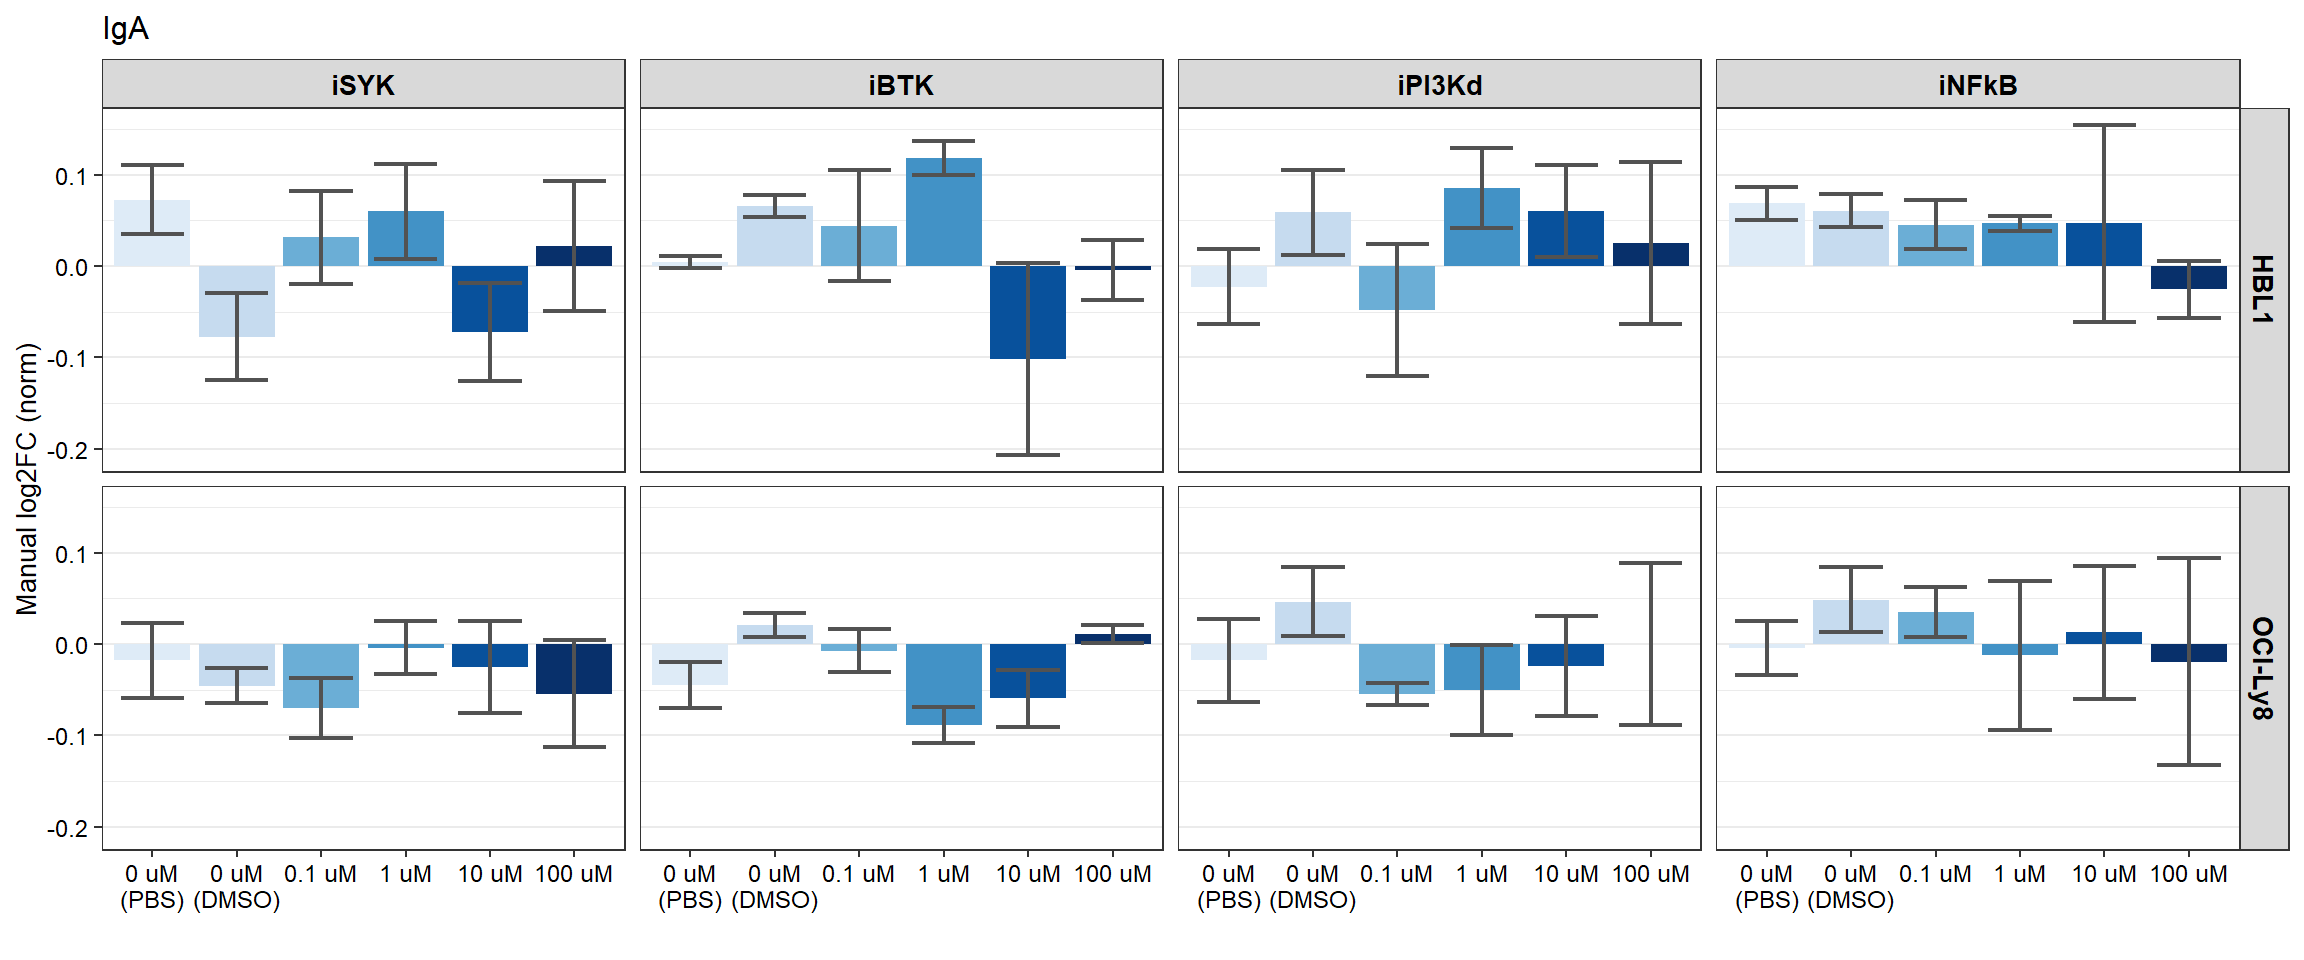 IgA
iSYK iBTK iPI3Kd iNFkB
Manual log2FC (norm)
0.1
0.0
-0.1
-0.2
HBL1
0.1
0.0
-0.1
-0.2
OCI-Ly8
0 uM 0 uM 0.1 uM 1 uM 10 uM 100 uM 0 uM 0 uM 0.1 uM 1 uM 10 uM 100 uM 0 uM 0 uM 0.1 uM 1 uM 10 uM 100 uM 0 uM 0 uM 0.1 uM 1 uM 10 uM 100 uM
(PBS) (DMSO) (PBS) (DMSO) (PBS) (DMSO) (PBS) (DMSO)